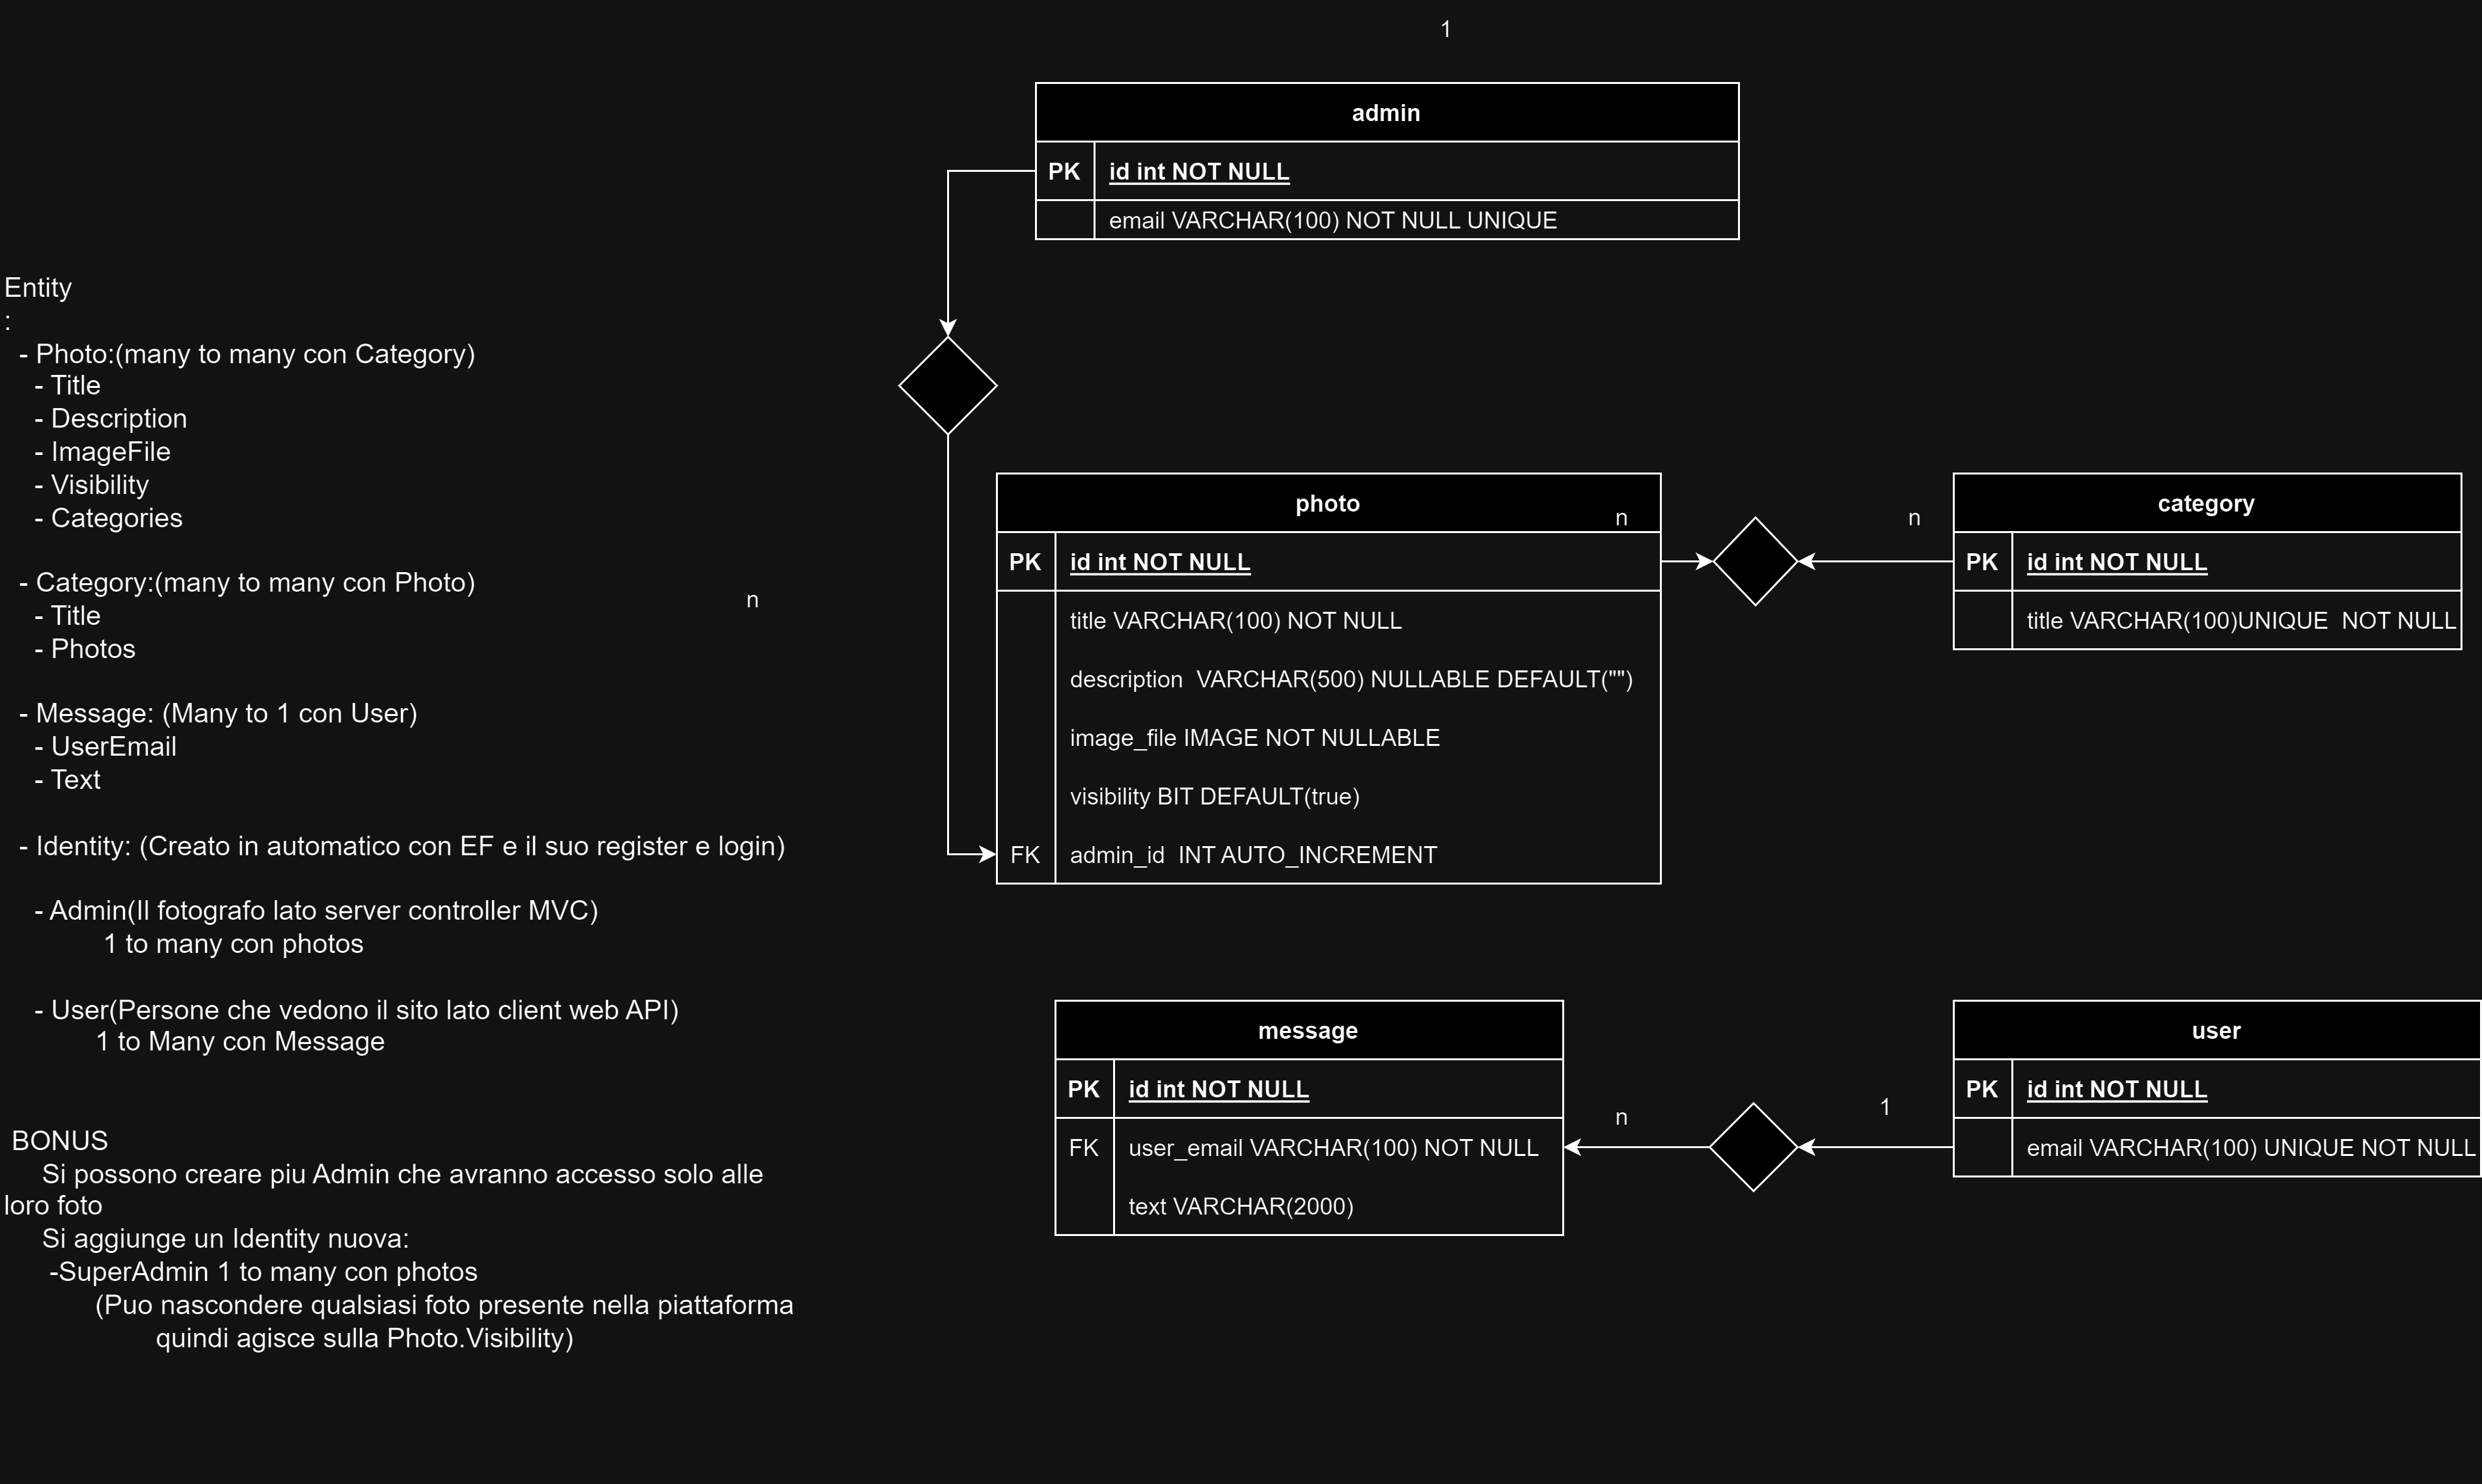 Entity
:
- Photo:(many to many con Category)
- Title
- Description
- ImageFile
- Visibility
- Categories
- Category:(many to many con Photo)
- Title
- Photos
- Message: (Many to 1 con User)
- UserEmail
- Text
- Identity: (Creato in automatico con EF e il suo register e login)
- Admin(Il fotografo lato server controller MVC)
1 to many con photos
- User(Persone che vedono il sito lato client web API)
1 to Many con Message
BONUS
Si possono creare piu Admin che avranno accesso solo alle
loro foto
Si aggiunge un Identity nuova:
-SuperAdmin 1 to many con photos
(Puo nascondere qualsiasi foto presente nella piattaforma
quindi agisce sulla Photo.Visibility)
1
admin
PK id int NOT NULL
email VARCHAR(100) NOT NULL UNIQUE
n
photo
n
PK id int NOT NULL
title VARCHAR(100) NOT NULL
description VARCHAR(500) NULLABLE DEFAULT("")
image_file IMAGE NOT NULLABLE
visibility BIT DEFAULT(true)
FK admin_id INT AUTO_INCREMENT
n
category
PK id int NOT NULL
title VARCHAR(100)UNIQUE NOT NULL
message
PK id int NOT NULL
FK user_email VARCHAR(100) NOT NULL
text VARCHAR(2000)
n
1
user
PK id int NOT NULL
email VARCHAR(100) UNIQUE NOT NULL